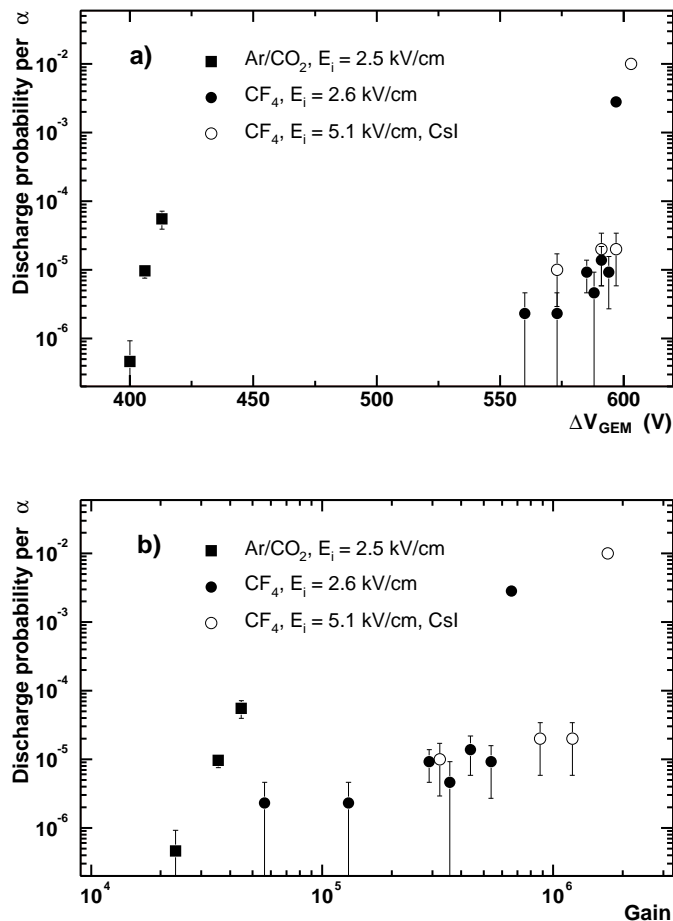 Discharge probability per α
a)
Ar/CO₂, Eᵢ = 2.5 kV/cm
CF₄, Eᵢ = 2.6 kV/cm
CF₄, Eᵢ = 5.1 kV/cm, CsI
10⁻²
10⁻³
10⁻⁴
10⁻⁵
10⁻⁶
400 450 500 550 600
ΔV_GEM (V)
Discharge probability per α
b)
Ar/CO₂, Eᵢ = 2.5 kV/cm
CF₄, Eᵢ = 2.6 kV/cm
CF₄, Eᵢ = 5.1 kV/cm, CsI
10⁻²
10⁻³
10⁻⁴
10⁻⁵
10⁻⁶
10⁴ 10⁵ 10⁶
Gain